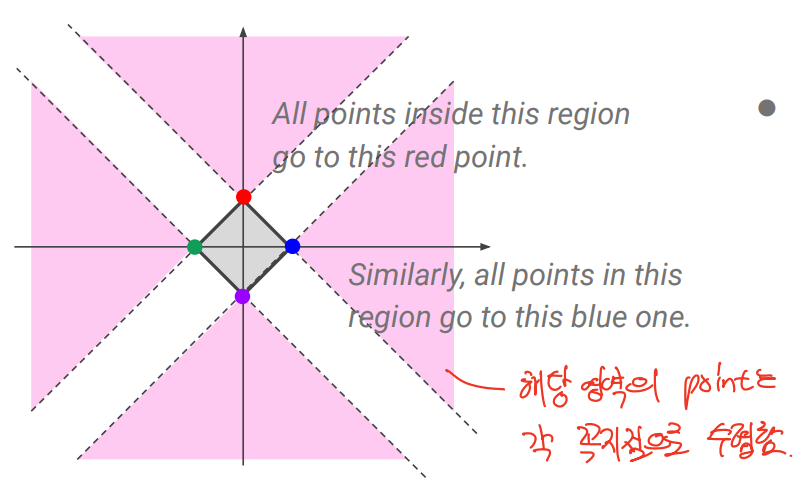 All points inside this region
go to this red point.
Similarly, all points in this
region go to this blue one.
해당 영역의 point는
각 꼭지점으로 수렴함.